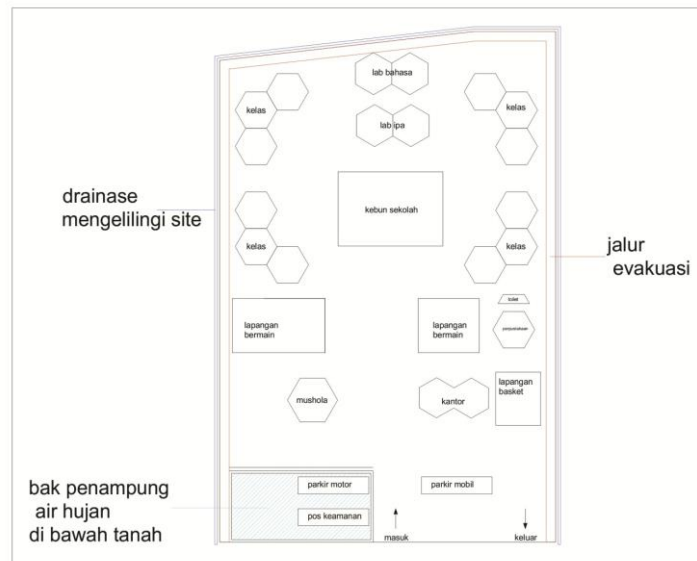 lab bahasa
kelas
kelas
lab ipa
drainase
mengelilingi site
kebun sekolah
kelas
kelas
jalur
evakuasi
toilet
lapangan
bermain
lapangan
bermain
perpustakaan
lapangan
basket
mushola
kantor
bak penampung
air hujan
di bawah tanah
parkir motor
parkir mobil
pos keamanan
masuk
keluar